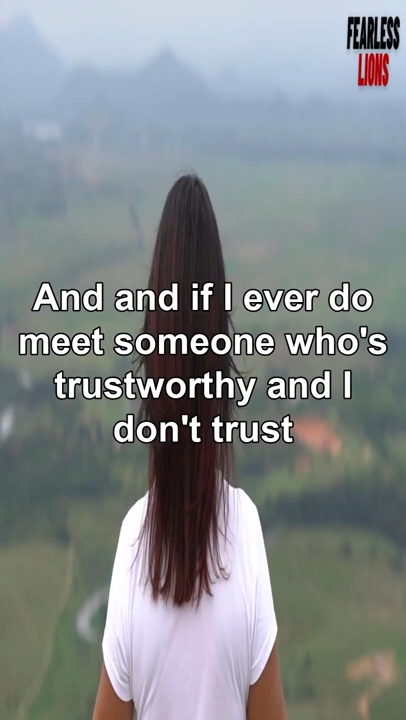 FEARLESS
LIONS
And and if I ever do
meet someone who's
trustworthy and I
don't trust